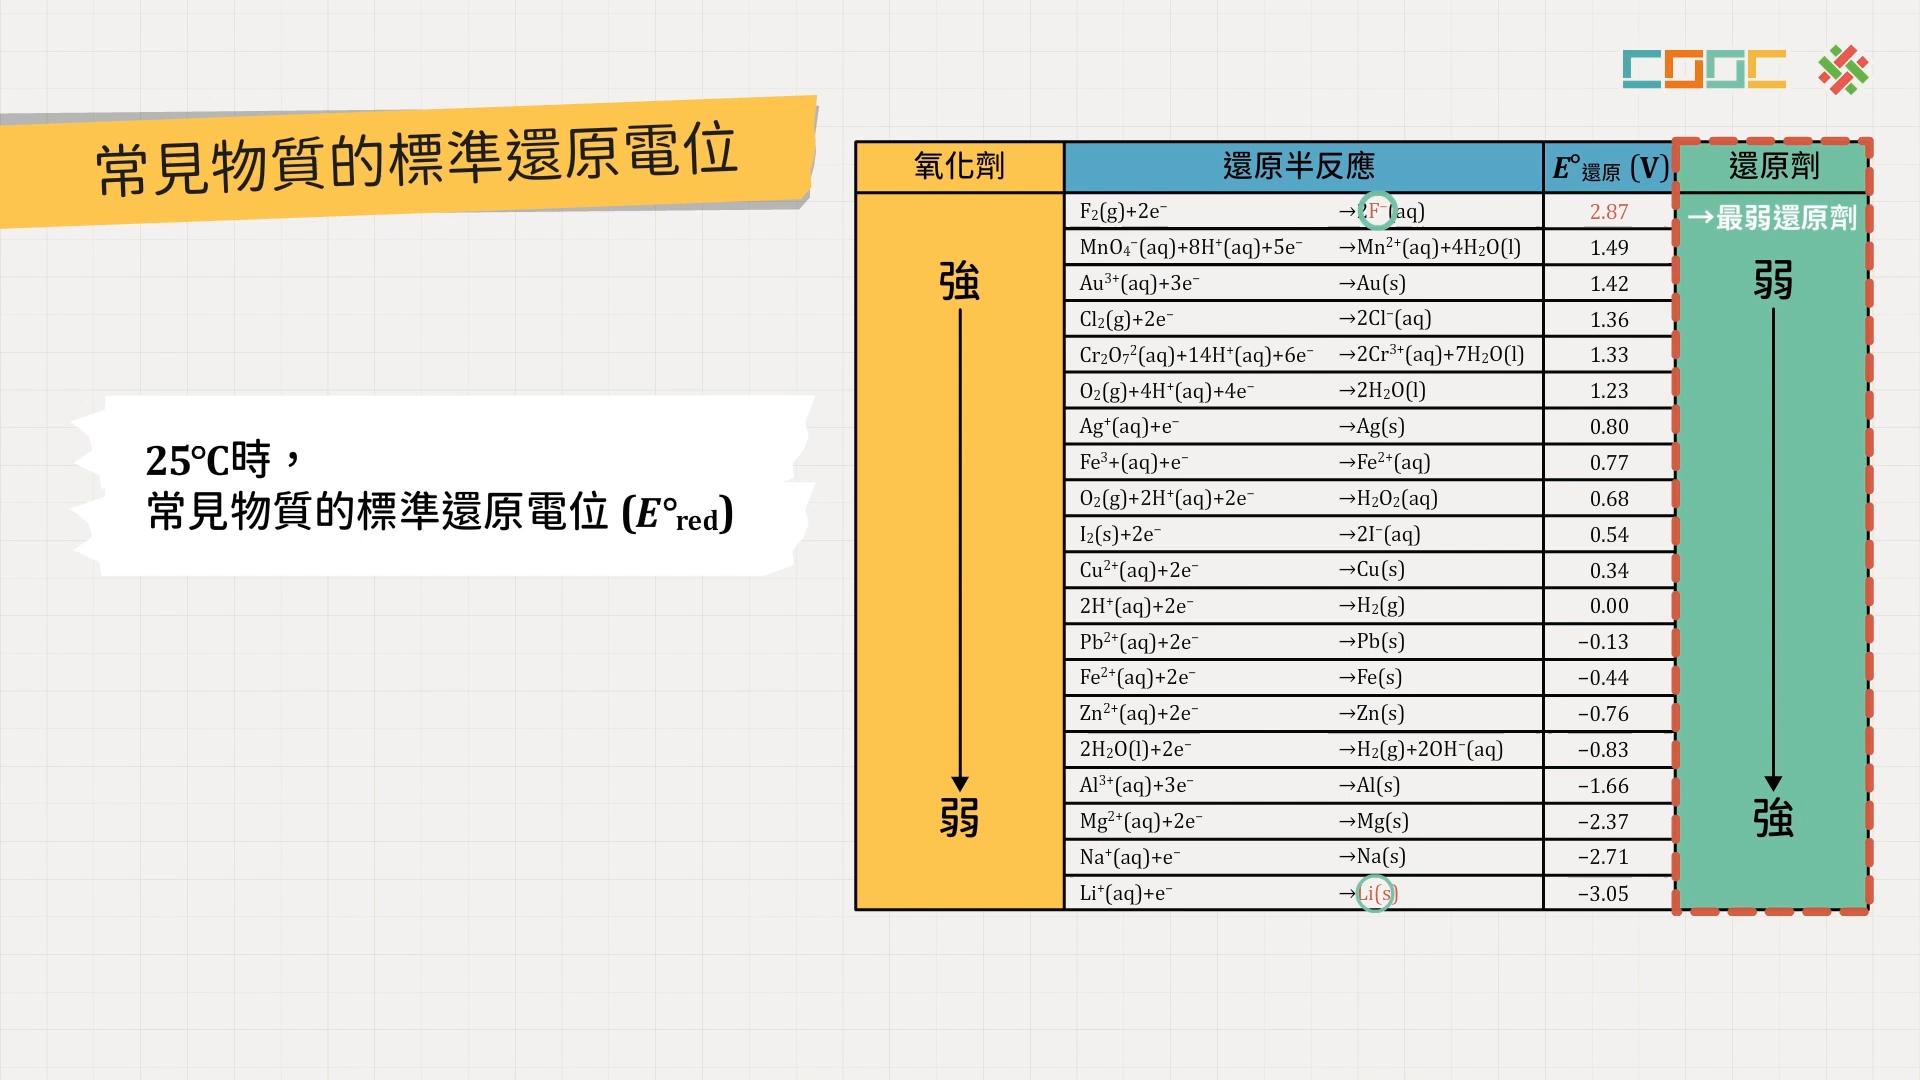 COOC
常見物質的標準還原電位
25℃時，
常見物質的標準還原電位 (E°red)
氧化劑 還原半反應 E°還原 (V) 還原劑
F₂(g)+2e⁻ →2F⁻(aq) 2.87 →最弱還原劑
MnO₄⁻(aq)+8H⁺(aq)+5e⁻ →Mn²⁺(aq)+4H₂O(l) 1.49
強 Au³⁺(aq)+3e⁻ →Au(s) 1.42 弱
Cl₂(g)+2e⁻ →2Cl⁻(aq) 1.36
Cr₂O₇²(aq)+14H⁺(aq)+6e⁻ →2Cr³⁺(aq)+7H₂O(l) 1.33
O₂(g)+4H⁺(aq)+4e⁻ →2H₂O(l) 1.23
Ag⁺(aq)+e⁻ →Ag(s) 0.80
Fe³+(aq)+e⁻ →Fe²⁺(aq) 0.77
O₂(g)+2H⁺(aq)+2e⁻ →H₂O₂(aq) 0.68
I₂(s)+2e⁻ →2I⁻(aq) 0.54
Cu²⁺(aq)+2e⁻ →Cu(s) 0.34
2H⁺(aq)+2e⁻ →H₂(g) 0.00
Pb²⁺(aq)+2e⁻ →Pb(s) −0.13
Fe²⁺(aq)+2e⁻ →Fe(s) −0.44
Zn²⁺(aq)+2e⁻ →Zn(s) −0.76
2H₂O(l)+2e⁻ →H₂(g)+2OH⁻(aq) −0.83
Al³⁺(aq)+3e⁻ →Al(s) −1.66
弱 Mg²⁺(aq)+2e⁻ →Mg(s) −2.37 強
Na⁺(aq)+e⁻ →Na(s) −2.71
Li⁺(aq)+e⁻ →Li(s) −3.05